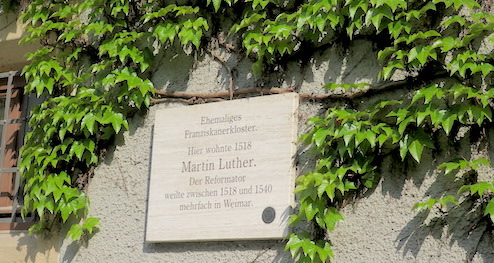 Ehemaliges
Franziskanerkloster.
Hier wohnte 1518
Martin Luther.
Der Reformator
weilte zwischen 1518 und 1540
mehrfach in Weimar.